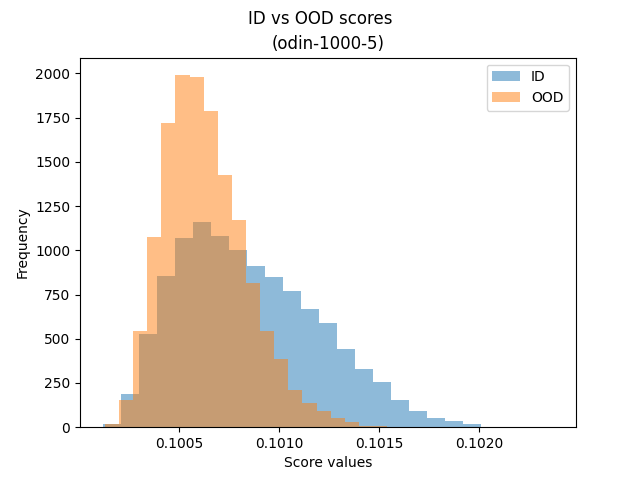 ID vs OOD scores
(odin-1000-5)
ID
OOD
Frequency
2000
1750
1500
1250
1000
750
500
250
0
0.1005
0.1010
0.1015
0.1020
Score values